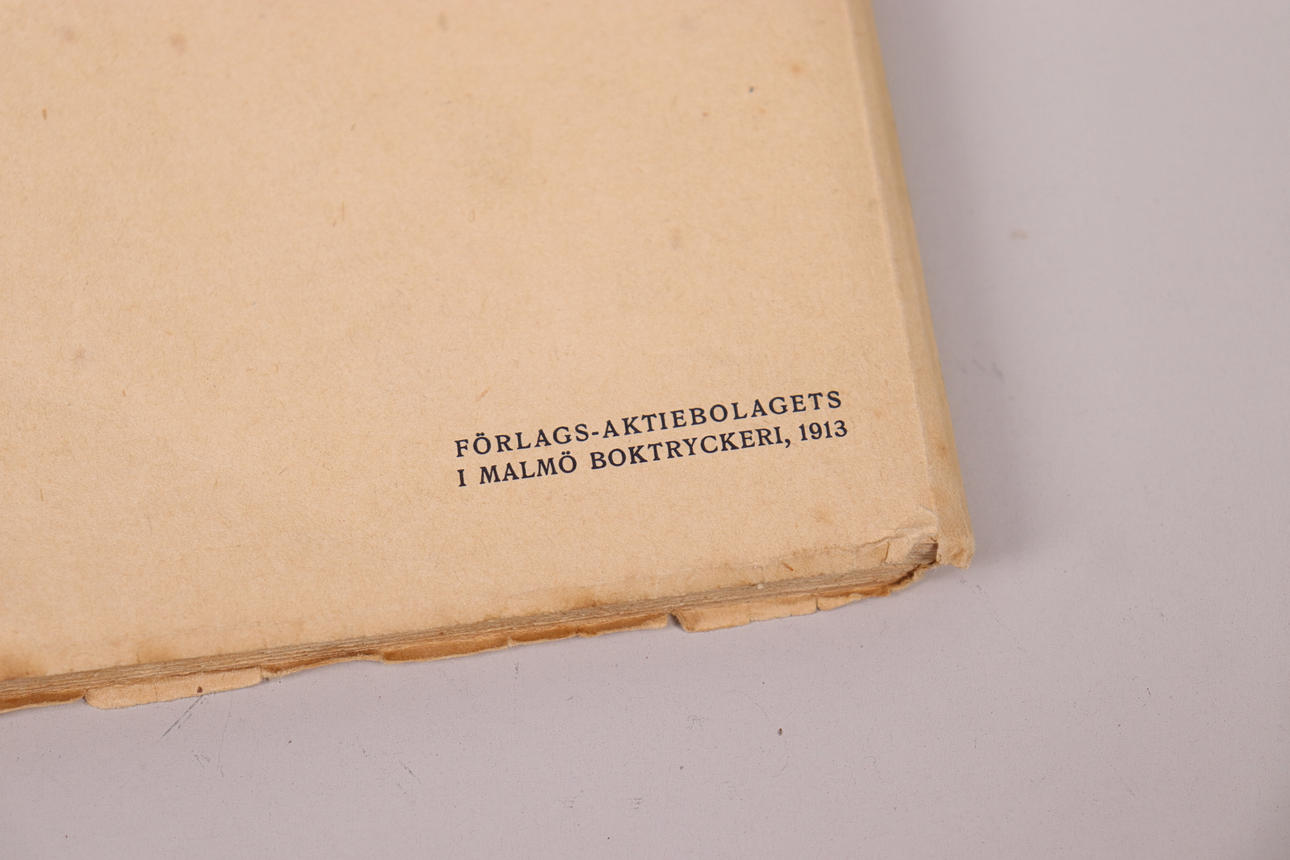 FÖRLAGS-AKTIEBOLAGETS
I MALMÖ BOKTRYCKERI, 1913